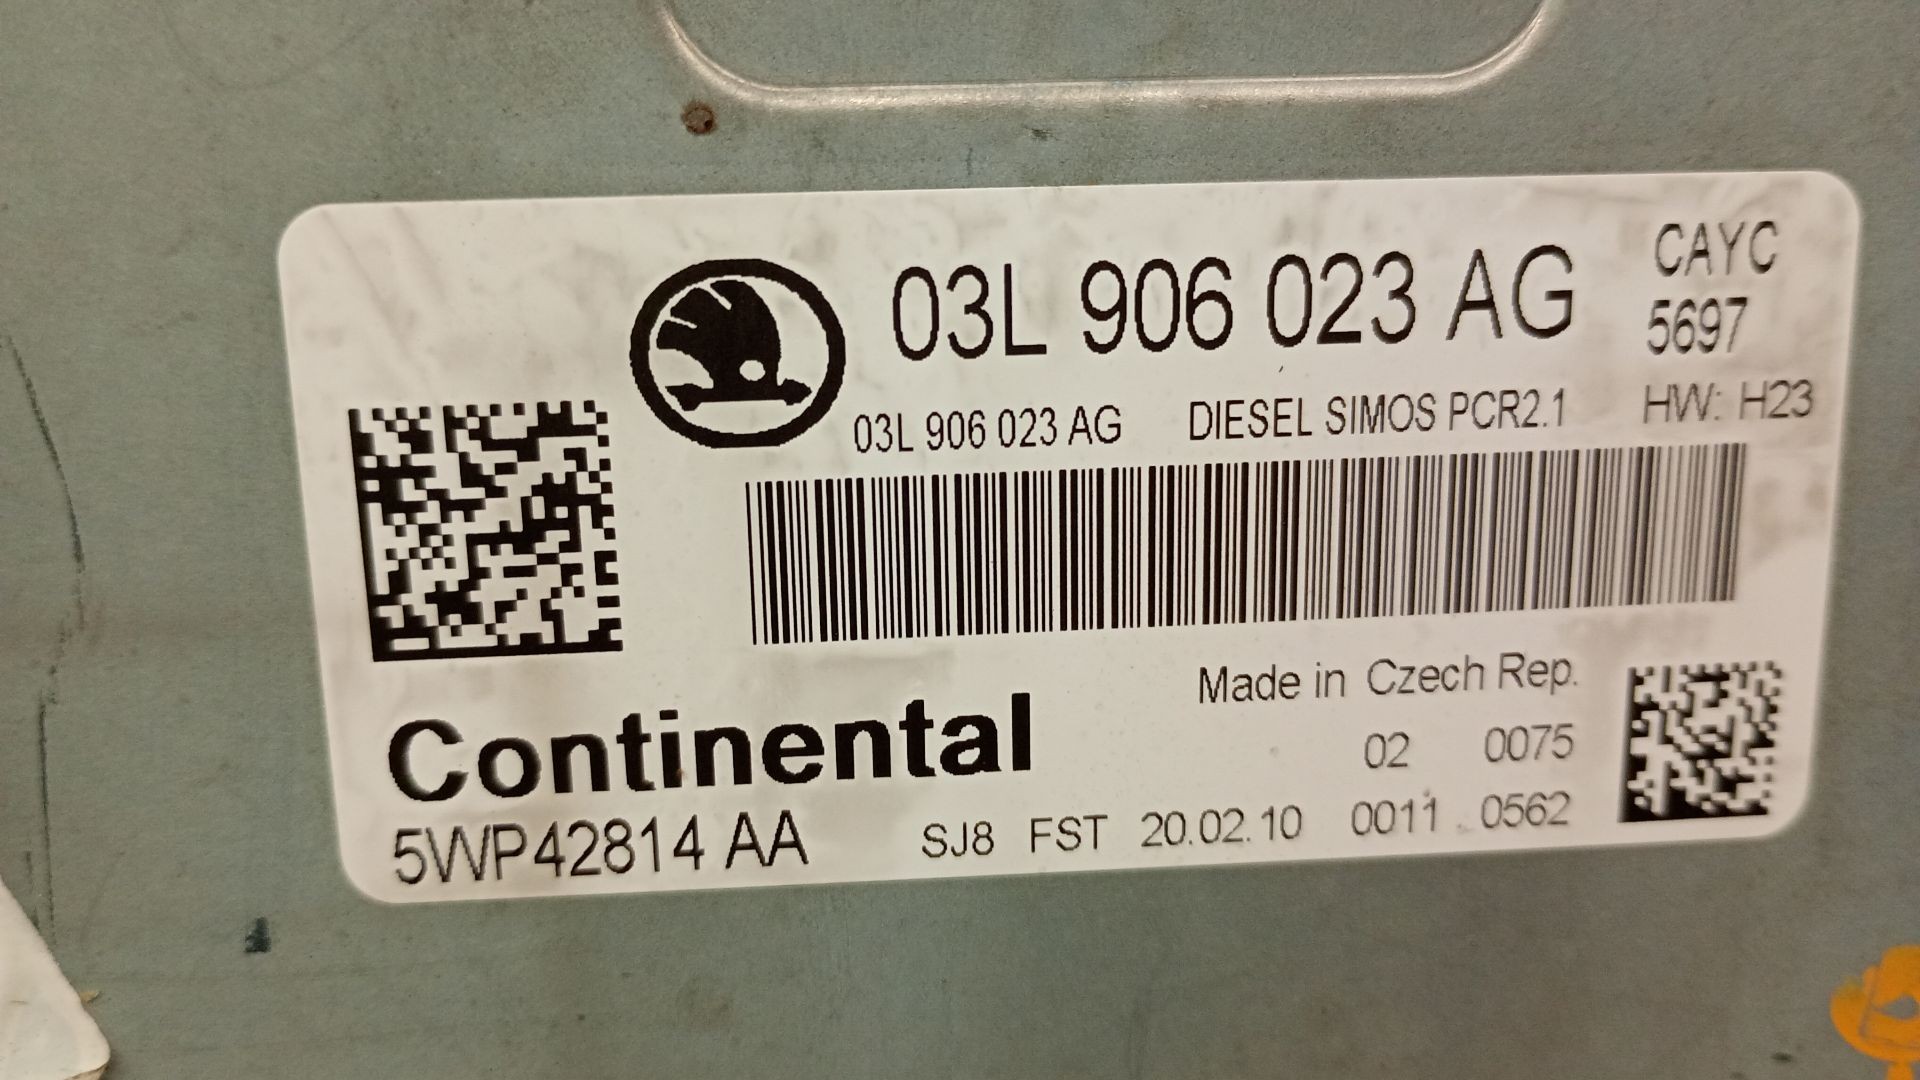 03L 906 023 AG CAYC
5697
03L 906 023 AG DIESEL SIMOS PCR2.1 HW: H23
Made in Czech Rep.
Continental
02 0075
5WP42814 AA SJ8 FST 20.02.10 0011 0562